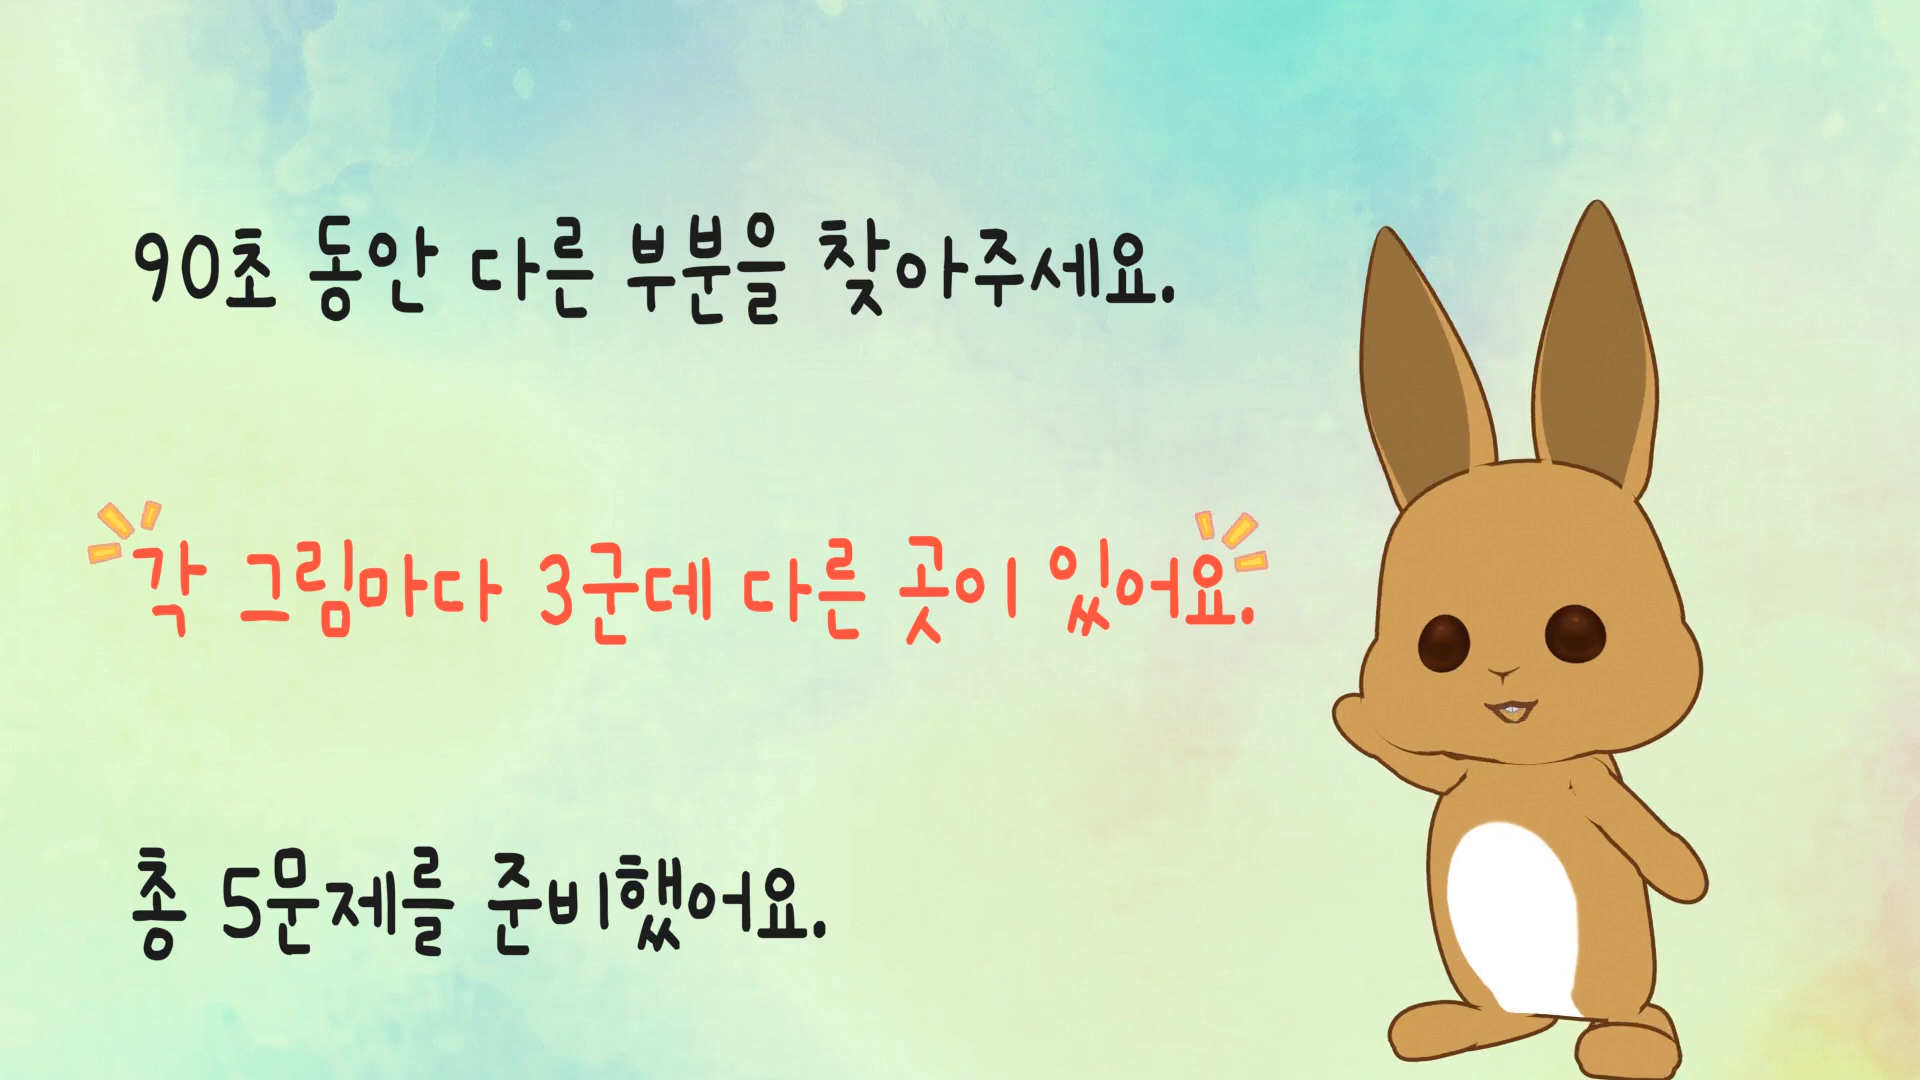 90초 동안 다른 부분을 찾아주세요.
각 그림마다 3군데 다른 곳이 있어요.
총 5문제를 준비했어요.